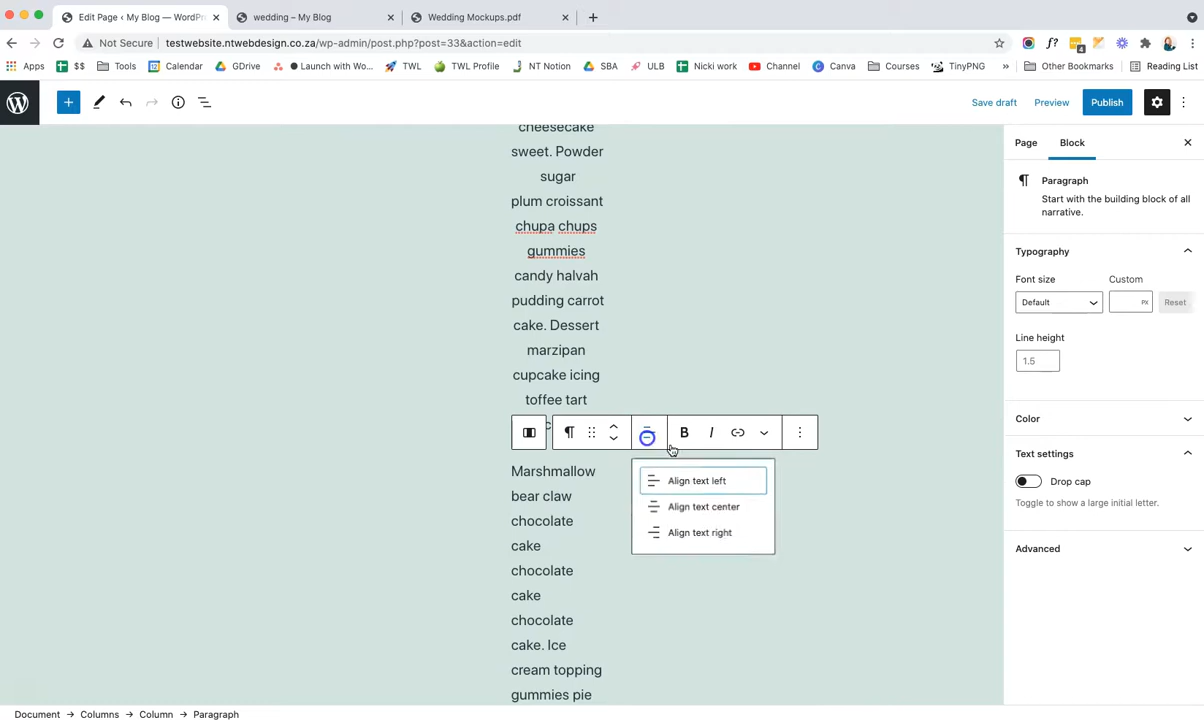 Edit Page ‹ My Blog — WordPr
wedding – My Blog
Wedding Mockups.pdf
Not Secure
testwebsite.ntwebdesign.co.za/wp-admin/post.php?post=33&action=edit
Apps
$$
Tools
Calendar
GDrive
Launch with Wo...
TWL
TWL Profile
NT Notion
SBA
ULB
Nicki work
Channel
Canva
Courses
TinyPNG
»
Other Bookmarks
Reading List
Save draft
Preview
Publish
cheesecake
sweet. Powder
sugar
plum croissant
chupa chups
gummies
candy halvah
pudding carrot
cake. Dessert
marzipan
cupcake icing
toffee tart
B
I
Align text left
Align text center
Align text right
Marshmallow
bear claw
chocolate
cake
chocolate
cake
chocolate
cake. Ice
cream topping
gummies pie
Page
Block
Paragraph
Start with the building block of all
narrative.
Typography
Font size
Custom
Default
PX
Reset
Line height
1.5
Color
Text settings
Drop cap
Toggle to show a large initial letter.
Advanced
Document → Columns → Column → Paragraph